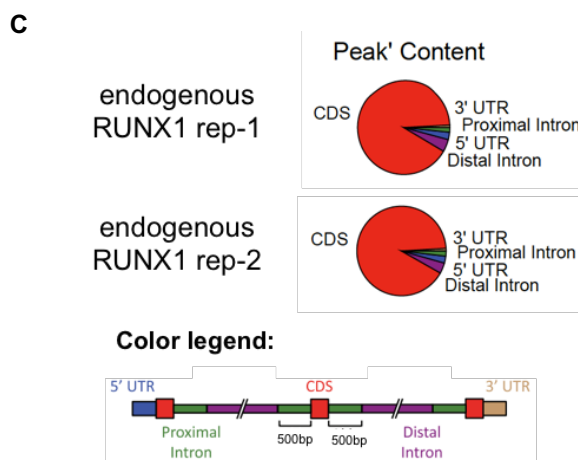 C
Peak' Content
endogenous
RUNX1 rep-1
CDS
3' UTR
Proximal Intron
5' UTR
Distal Intron
endogenous
RUNX1 rep-2
CDS
3' UTR
Proximal Intron
5' UTR
Distal Intron
Color legend:
5' UTR
CDS
3' UTR
Proximal
Intron
500bp
500bp
Distal
Intron